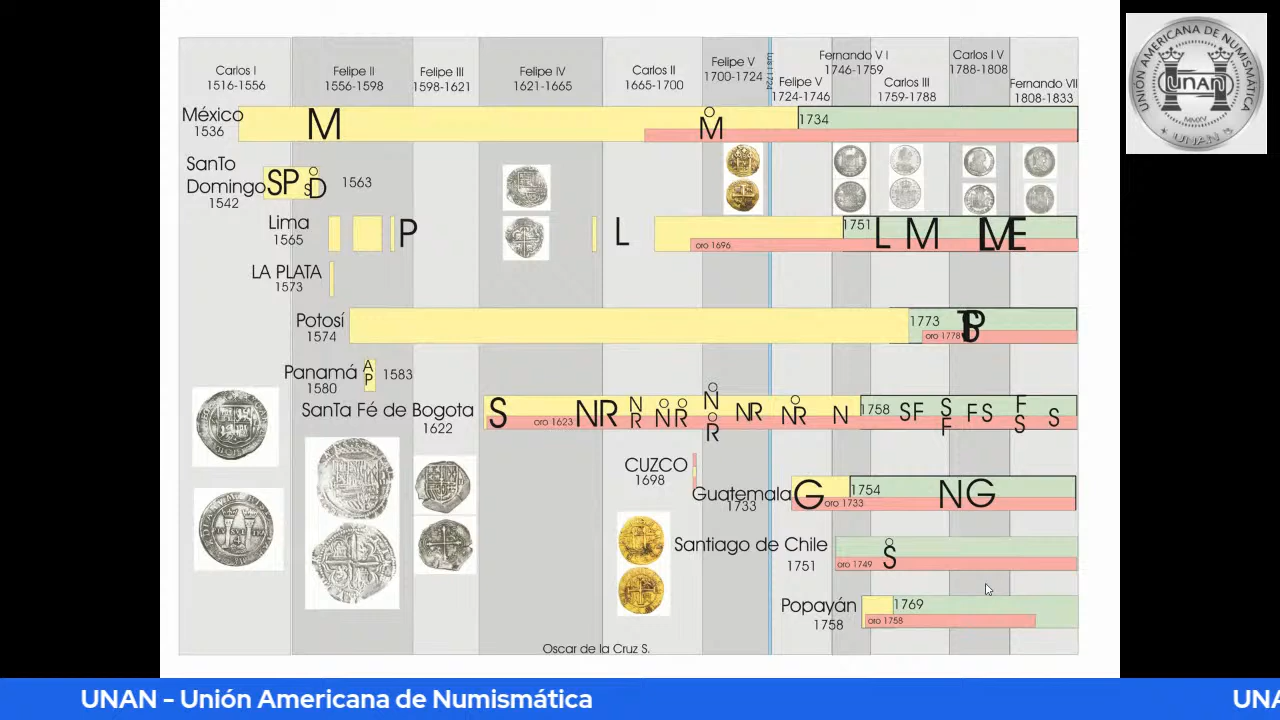 Carlos I
1516-1556
Felipe II
1556-1598
Felipe III
1598-1621
Felipe IV
1621-1665
Carlos II
1665-1700
Felipe V
1700-1724
Luis I 1724
Felipe V
1724-1746
Fernando V I
1746-1759
Carlos III
1759-1788
Carlos I V
1788-1808
Fernando VII
1808-1833
México
1536
M
M
1734
SanTo
Domingo
1542
SP
1563
Lima
1565
P
L
oro 1696
1751
L M
LME
LA PLATA
1573
Potosí
1574
1773
oro 1778
Panamá
1580
A
P
1583
SanTa Fé de Bogota
1622
S
oro 1623
NR
N
R
N R
N
R
NR
NR
N
1758
SF
S
F
F S
F
S
S
CUZCO
1698
Guatemala
1733
G
oro 1733
1754
NG
Santiago de Chile
1751
oro 1749
S
Popayán
1758
1769
oro 1758
Oscar de la Cruz S.
UNIÓN AMERICANA DE NUMISMÁTICA
UNAN
UNAN
UNAN - Unión Americana de Numismática
UNA